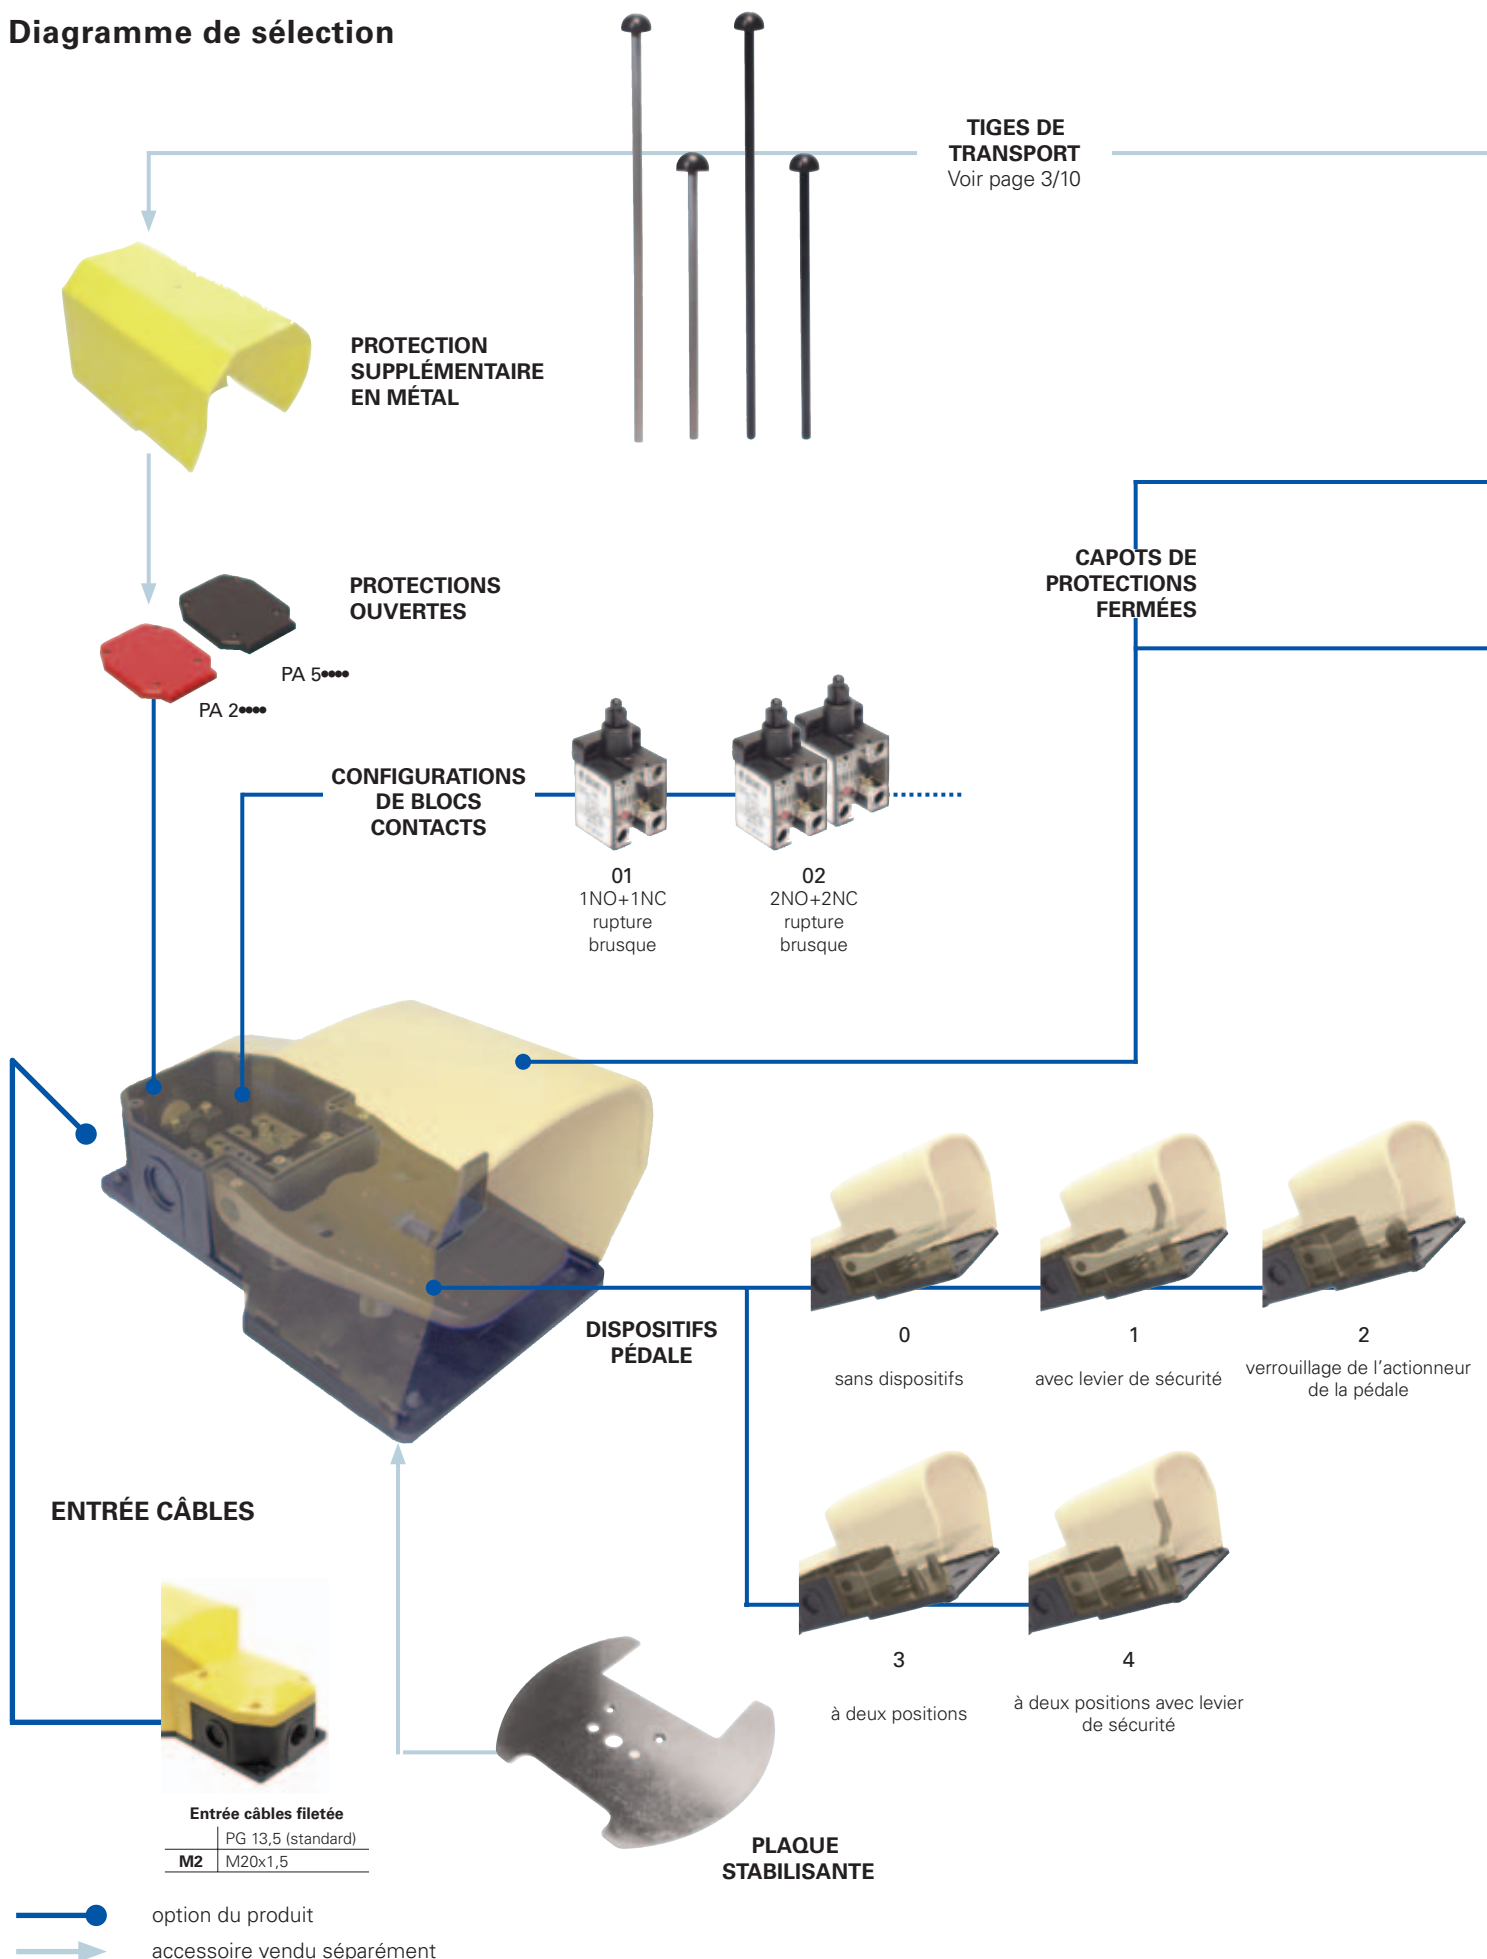 Diagramme de sélection
TIGES DE
TRANSPORT
Voir page 3/10
PROTECTION
SUPPLÉMENTAIRE
EN MÉTAL
PROTECTIONS
OUVERTES
PA 5••••
PA 2••••
CAPOTS DE
PROTECTIONS
FERMÉES
CONFIGURATIONS
DE BLOCS
CONTACTS
01
1NO+1NC
rupture
brusque
02
2NO+2NC
rupture
brusque
DISPOSITIFS
PÉDALE
0
sans dispositifs
1
avec levier de sécurité
2
verrouillage de l’actionneur
de la pédale
3
à deux positions
4
à deux positions avec levier
de sécurité
ENTRÉE CÂBLES
Entrée câbles filetée
PG 13,5 (standard)
M2 M20x1,5
PLAQUE
STABILISANTE
option du produit
accessoire vendu séparément